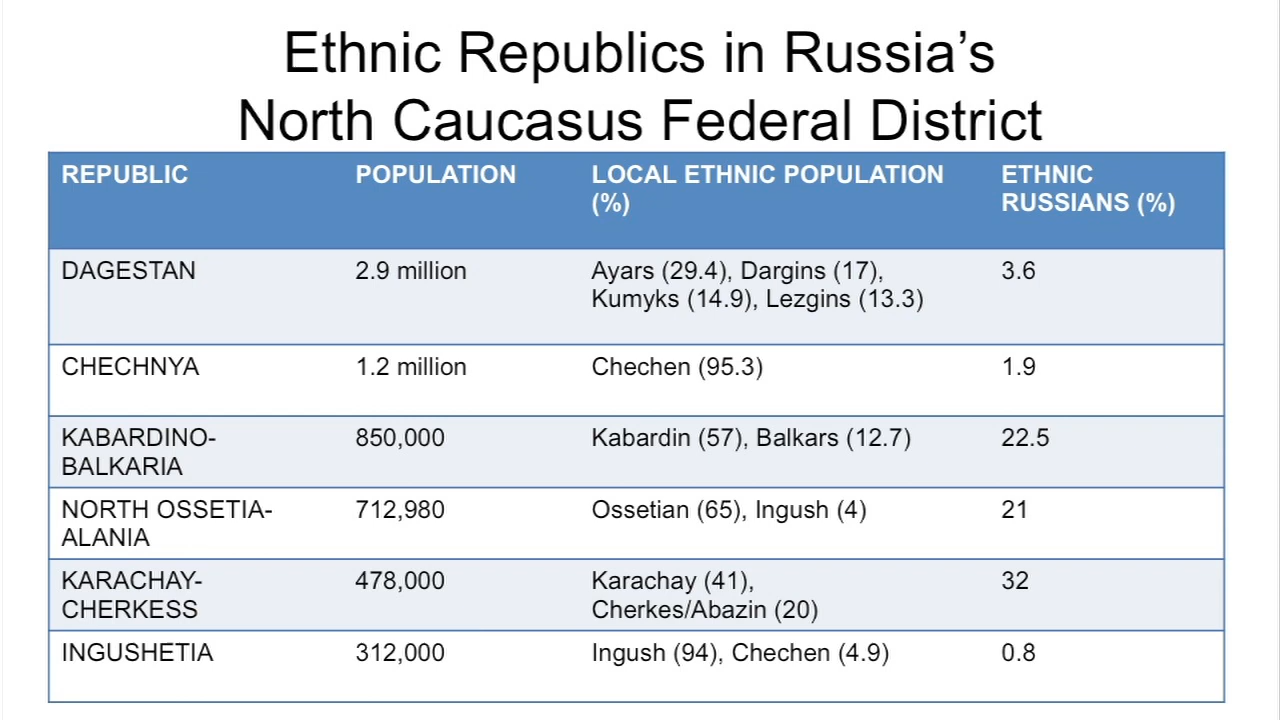 Ethnic Republics in Russia’s
North Caucasus Federal District
REPUBLIC POPULATION LOCAL ETHNIC POPULATION ETHNIC
(%) RUSSIANS (%)
DAGESTAN 2.9 million Ayars (29.4), Dargins (17), 3.6
Kumyks (14.9), Lezgins (13.3)
CHECHNYA 1.2 million Chechen (95.3) 1.9
KABARDINO- 850,000 Kabardin (57), Balkars (12.7) 22.5
BALKARIA
NORTH OSSETIA- 712,980 Ossetian (65), Ingush (4) 21
ALANIA
KARACHAY- 478,000 Karachay (41), 32
CHERKESS Cherkes/Abazin (20)
INGUSHETIA 312,000 Ingush (94), Chechen (4.9) 0.8